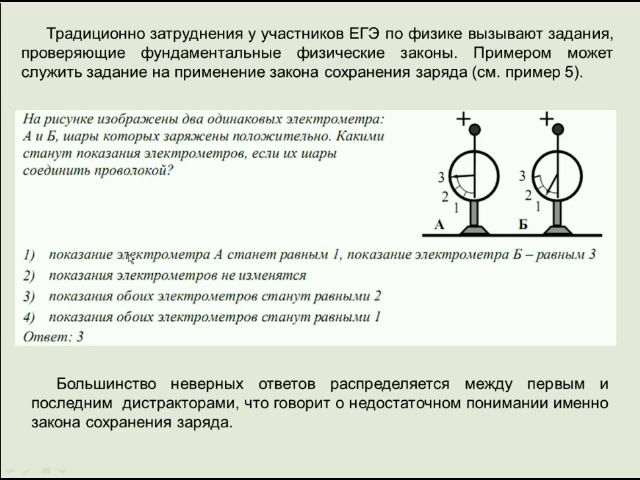 Традиционно затруднения у участников ЕГЭ по физике вызывают задания,
проверяющие фундаментальные физические законы. Примером может
служить задание на применение закона сохранения заряда (см. пример 5).
На рисунке изображены два одинаковых электрометра:
А и Б, шары которых заряжены положительно. Какими
станут показания электрометров, если их шары
соединить проволокой?
+ +
3 3
2 2
1 1
А Б
1) показание электрометра А станет равным 1, показание электрометра Б – равным 3
2) показания электрометров не изменятся
3) показания обоих электрометров станут равными 2
4) показания обоих электрометров станут равными 1
Ответ: 3
Большинство неверных ответов распределяется между первым и
последним дистракторами, что говорит о недостаточном понимании именно
закона сохранения заряда.